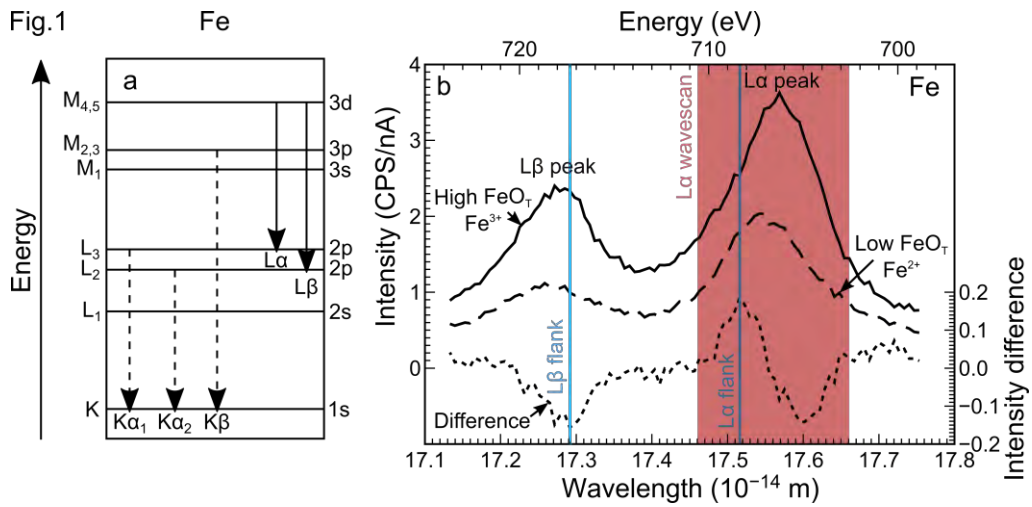 Fig.1
Fe
Energy
a
M4,5
3d
M2,3
3p
M1
3s
L3
2p
Lα
L2
2p
Lβ
L1
2s
K
1s
Kα1
Kα2
Kβ
Energy (eV)
720
708
700
b
Fe
Intensity (CPS/nA)
4
3
2
1
0
Lα wavescan
Lα peak
Lβ peak
High FeOT
Fe3+
Low FeOT
Fe2+
Lβ flank
Lα flank
Difference
0.2
0.1
0.0
−0.1
−0.2
Intensity difference
17.1
17.2
17.3
17.4
17.5
17.6
17.7
17.8
Wavelength (10−14 m)